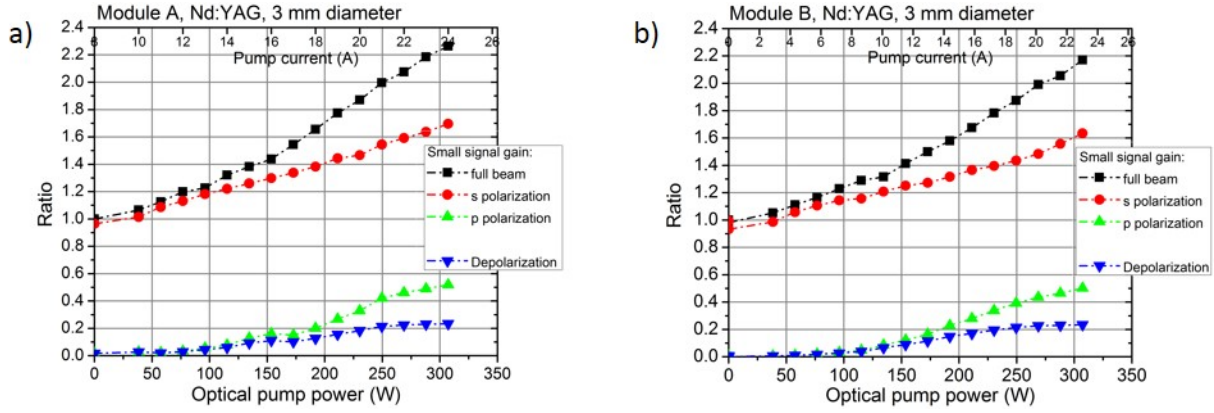 a)
Module A, Nd:YAG, 3 mm diameter
8 10 12 14 16 18 20 22 24 26
Pump current (A)
2.4
2.2
2.0
1.8
1.6
1.4
1.2
1.0
0.8
0.6
0.4
0.2
0.0
Ratio
Small signal gain:
full beam
s polarization
p polarization
Depolarization
0 50 100 150 200 250 300 350
Optical pump power (W)
b)
Module B, Nd:YAG, 3 mm diameter
0 2 4 6 8 10 12 14 16 18 20 22 24 26
Pump current (A)
2.4
2.2
2.0
1.8
1.6
1.4
1.2
1.0
0.8
0.6
0.4
0.2
0.0
Ratio
Small signal gain:
full beam
s polarization
p polarization
Depolarization
0 50 100 150 200 250 300 350
Optical pump power (W)